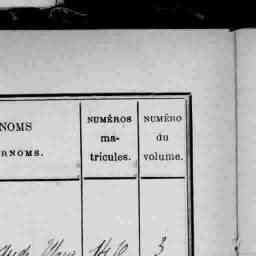 NOMS
RNOMS.
NUMÉROS
ma-
tricules.
NUMÉRO
du
volume.
3